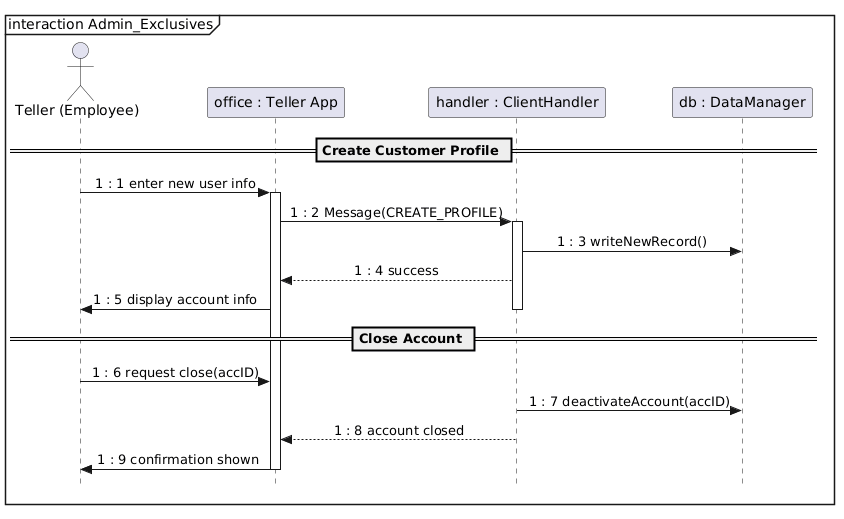 interaction Admin_Exclusives
Teller (Employee)
office : Teller App
handler : ClientHandler
db : DataManager
Create Customer Profile
1 : 1 enter new user info
1 : 2 Message(CREATE_PROFILE)
1 : 3 writeNewRecord()
1 : 4 success
1 : 5 display account info
Close Account
1 : 6 request close(accID)
1 : 7 deactivateAccount(accID)
1 : 8 account closed
1 : 9 confirmation shown